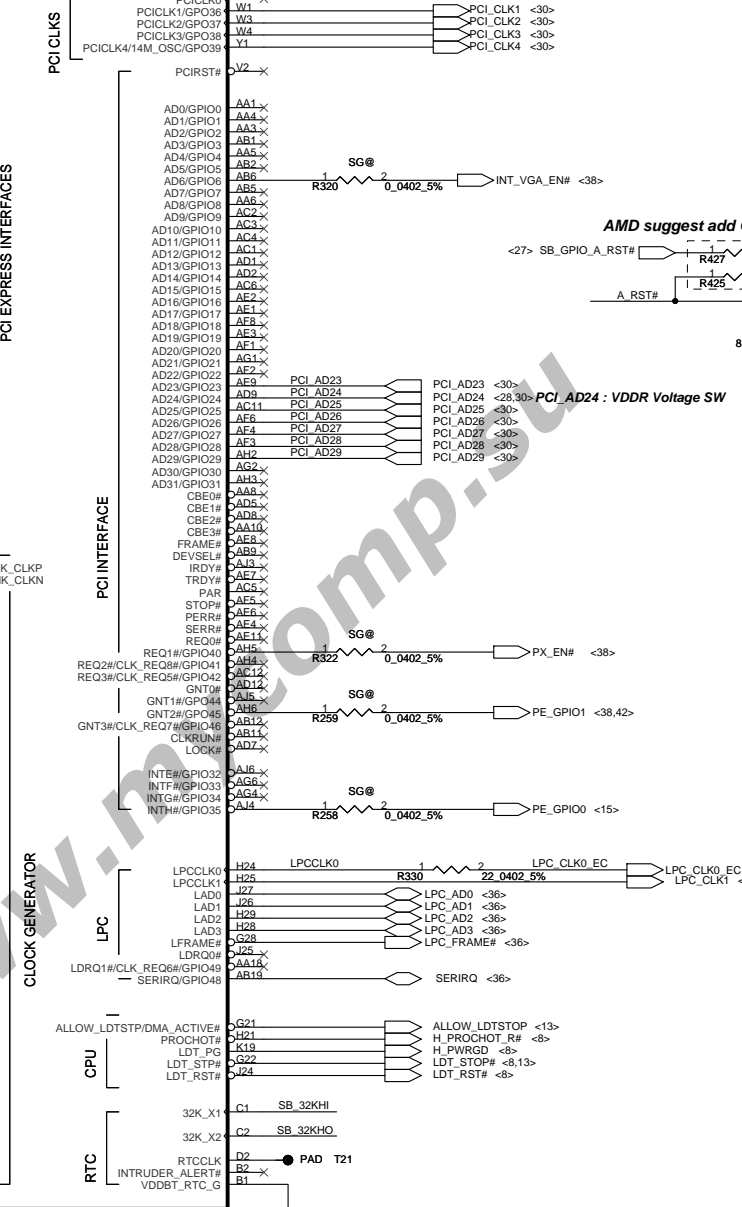 PCICLK1/GPO36 W1 PCI_CLK1 <30>
PCICLK2/GPO37 W3 PCI_CLK2 <30>
PCICLK3/GPO38 W4 PCI_CLK3 <30>
PCICLK4/14M_OSC/GPO39 Y1 PCI_CLK4 <30>
PCI CLKS
PCIRST# V2
AD0/GPIO0 AA1
AD1/GPIO1 AA4
AD2/GPIO2 AA3
AD3/GPIO3 AB1
AD4/GPIO4 AA5
AD5/GPIO5 AB2
SG@
AD6/GPIO6 AB6 1 R320 2 0_0402_5% INT_VGA_EN# <38>
AD7/GPIO7 AB5
AD8/GPIO8 AA6
AD9/GPIO9 AC2
AD10/GPIO10 AC3
AD11/GPIO11 AC4
AD12/GPIO12 AC1
AD13/GPIO13 AD1
AD14/GPIO14 AD2
AD15/GPIO15 AC6
AD16/GPIO16 AE2
AD17/GPIO17 AE1
AD18/GPIO18 AF8
AD19/GPIO19 AE3
AD20/GPIO20 AF1
AD21/GPIO21 AG1
AD22/GPIO22 AF2
AD23/GPIO23 AE9 PCI_AD23 PCI_AD23 <30>
AD24/GPIO24 AD9 PCI_AD24 PCI_AD24 <28,30> PCI_AD24 : VDDR Voltage SW
AD25/GPIO25 AC11 PCI_AD25 PCI_AD25 <30>
AD26/GPIO26 AF6 PCI_AD26 PCI_AD26 <30>
AD27/GPIO27 AF4 PCI_AD27 PCI_AD27 <30>
AD28/GPIO28 AF3 PCI_AD28 PCI_AD28 <30>
AD29/GPIO29 AH2 PCI_AD29 PCI_AD29 <30>
AD30/GPIO30 AG2
AD31/GPIO31 AH3
CBE0# AA8
CBE1# AD5
CBE2# AD8
CBE3# AA10
FRAME# AE8
DEVSEL# AB9
IRDY# AJ3
TRDY# AE7
PAR AC5
STOP# AF5
PERR# AE6
SERR# AE4
REQ0# AE11
SG@
REQ1#/GPIO40 AH5 1 R322 2 0_0402_5% PX_EN# <38>
REQ2#/CLK_REQ8#/GPIO41 AH4
REQ3#/CLK_REQ5#/GPIO42 AC12
GNT0# AD12
GNT1#/GPO44 AJ5
SG@
GNT2#/GPO45 AH6 1 R259 2 0_0402_5% PE_GPIO1 <38,42>
GNT3#/CLK_REQ7#/GPIO46 AB12
CLKRUN# AB11
LOCK# AD7
INTE#/GPIO32 AJ6
INTF#/GPIO33 AG6
INTG#/GPIO34 AG4
SG@
INTH#/GPIO35 AJ4 1 R258 2 0_0402_5% PE_GPIO0 <15>
PCI INTERFACE
PCI EXPRESS INTERFACES
AMD suggest add
<27> SB_GPIO_A_RST# 1 R427
1 R425
A_RST#
K_CLKP
K_CLKN
CLOCK GENERATOR
LPCCLK0 H24 LPCCLK0 R330 1 2 22_0402_5% LPC_CLK0_EC LPC_CLK0_EC
LPCCLK1 H25 LPC_CLK1
LAD0 J27 LPC_AD0 <36>
LAD1 J26 LPC_AD1 <36>
LAD2 H29 LPC_AD2 <36>
LAD3 H28 LPC_AD3 <36>
LFRAME# G28 LPC_FRAME# <36>
LDRQ0# J25
LDRQ1#/CLK_REQ6#/GPIO49 AA18
SERIRQ/GPIO48 AB19 SERIRQ <36>
LPC
ALLOW_LDTSTP/DMA_ACTIVE# G21 ALLOW_LDTSTOP <13>
PROCHOT# H21 H_PROCHOT_R# <8>
LDT_PG K19 H_PWRGD <8>
LDT_STP# G22 LDT_STOP# <8,13>
LDT_RST# J24 LDT_RST# <8>
CPU
32K_X1 C1 SB_32KHI
32K_X2 C2 SB_32KHO
RTCCLK D2 PAD T21
INTRUDER_ALERT# B2
VDDBT_RTC_G B1
RTC
w.mycomp.su